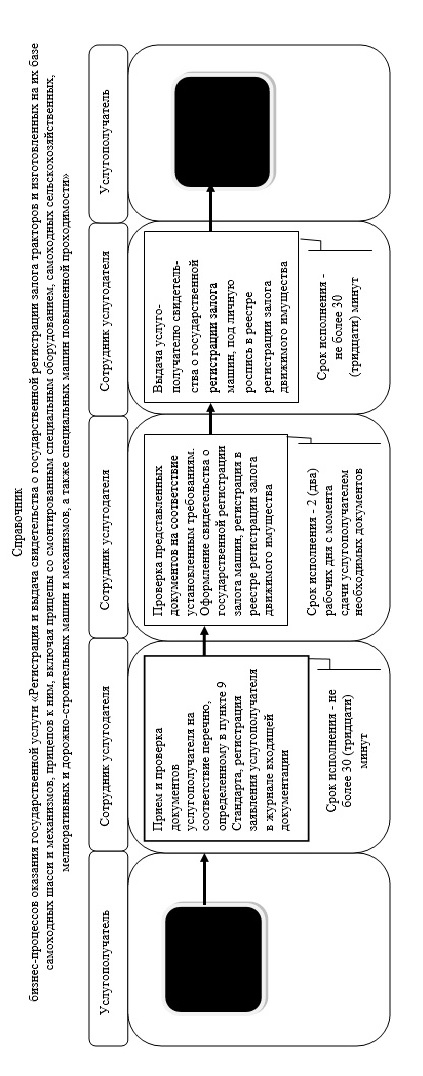 Справочник
бизнес-процессов оказания государственной услуги «Регистрация и выдача свидетельства о государственной регистрации залога тракторов и изготовленных на их базе
самоходных шасси и механизмов, прицепов к ним, включая прицепы со смонтированным специальным оборудованием, самоходных сельскохозяйственных,
мелиоративных и дорожно-строительных машин и механизмов, а также специальных машин повышенной проходимости»
Услугополучатель
Сотрудник услугодателя
Сотрудник услугодателя
Сотрудник услугодателя
Услугополучатель
Прием и проверка
документов
услугополучателя на
соответствие перечню,
определенному в пункте 9
Стандарта, регистрация
заявления услугополучателя
в журнале входящей
документации
Срок исполнения - не
более 30 (тридцати)
минут
Проверка представленных
документов на соответствие
установленным требованиям.
Оформление свидетельства о
государственной регистрации
залога машин, регистрация в
реестре регистрации залога
движимого имущества
Срок исполнения - 2 (два)
рабочих дня с момента
сдачи услугополучателем
необходимых документов
Выдача услуго-
получателю свидетель-
ства о государственной
регистрации залога
машин, под личную
роспись в реестре
регистрации залога
движимого имущества
Срок исполнения -
не более 30
(тридцати) минут